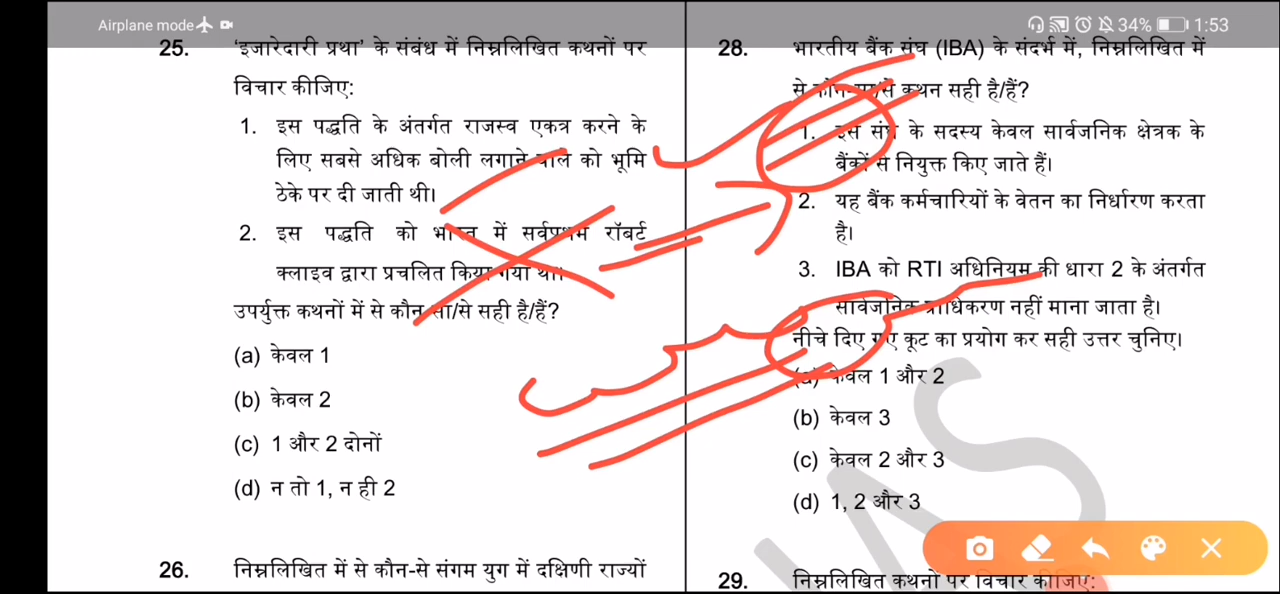 Airplane mode
34% 1:53
25. 'इजारेदारी प्रथा' के संबंध में निम्नलिखित कथनों पर
विचार कीजिए:
1. इस पद्धति के अंतर्गत राजस्व एकत्र करने के
लिए सबसे अधिक बोली लगाने वाले को भूमि
ठेके पर दी जाती थी।
2. इस पद्धति को भारत में सर्वप्रथम रॉबर्ट
क्लाइव द्वारा प्रचलित किया गया था।
उपर्युक्त कथनों में से कौन सा/से सही है/हैं?
(a) केवल 1
(b) केवल 2
(c) 1 और 2 दोनों
(d) न तो 1, न ही 2
26. निम्नलिखित में से कौन-से संगम युग में दक्षिणी राज्यों
28. भारतीय बैंक संघ (IBA) के संदर्भ में, निम्नलिखित में
से कौन-सा/से कथन सही है/हैं?
1. इस संघ के सदस्य केवल सार्वजनिक क्षेत्रक के
बैंकों से नियुक्त किए जाते हैं।
2. यह बैंक कर्मचारियों के वेतन का निर्धारण करता
है।
3. IBA को RTI अधिनियम की धारा 2 के अंतर्गत
सार्वजनिक प्राधिकरण नहीं माना जाता है।
नीचे दिए गए कूट का प्रयोग कर सही उत्तर चुनिए।
(a) केवल 1 और 2
(b) केवल 3
(c) केवल 2 और 3
(d) 1, 2 और 3
29. निम्नलिखित कथनों पर विचार कीजिए: